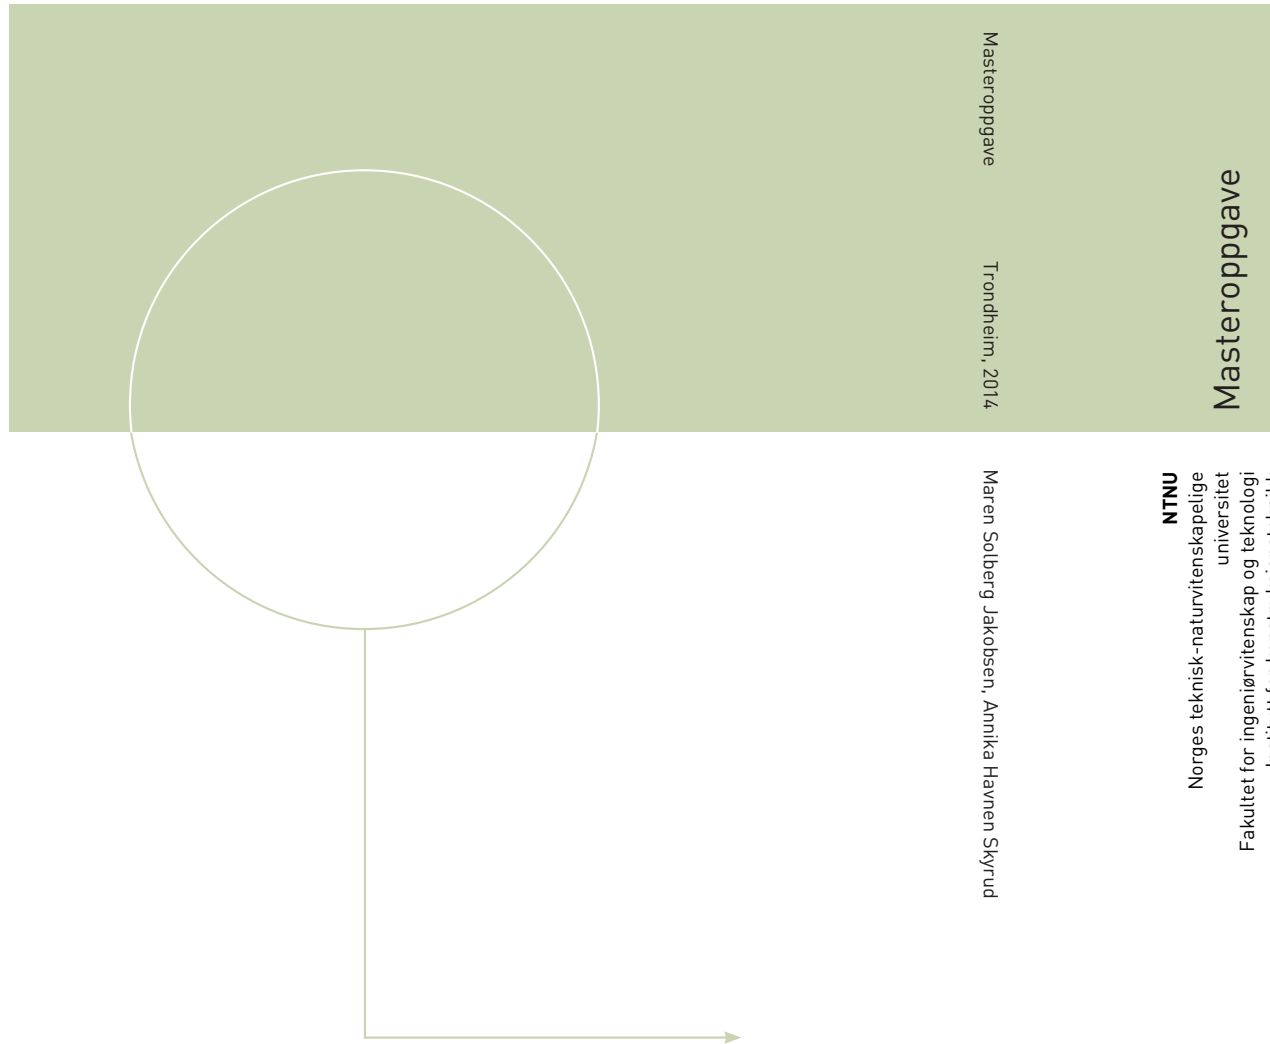 Masteroppgave
Trondheim, 2014
Maren Solberg Jakobsen, Annika Havnen Skyrud
Masteroppgave
NTNU
Norges teknisk-naturvitenskapelige
universitet
Fakultet for ingeniørvitenskap og teknologi